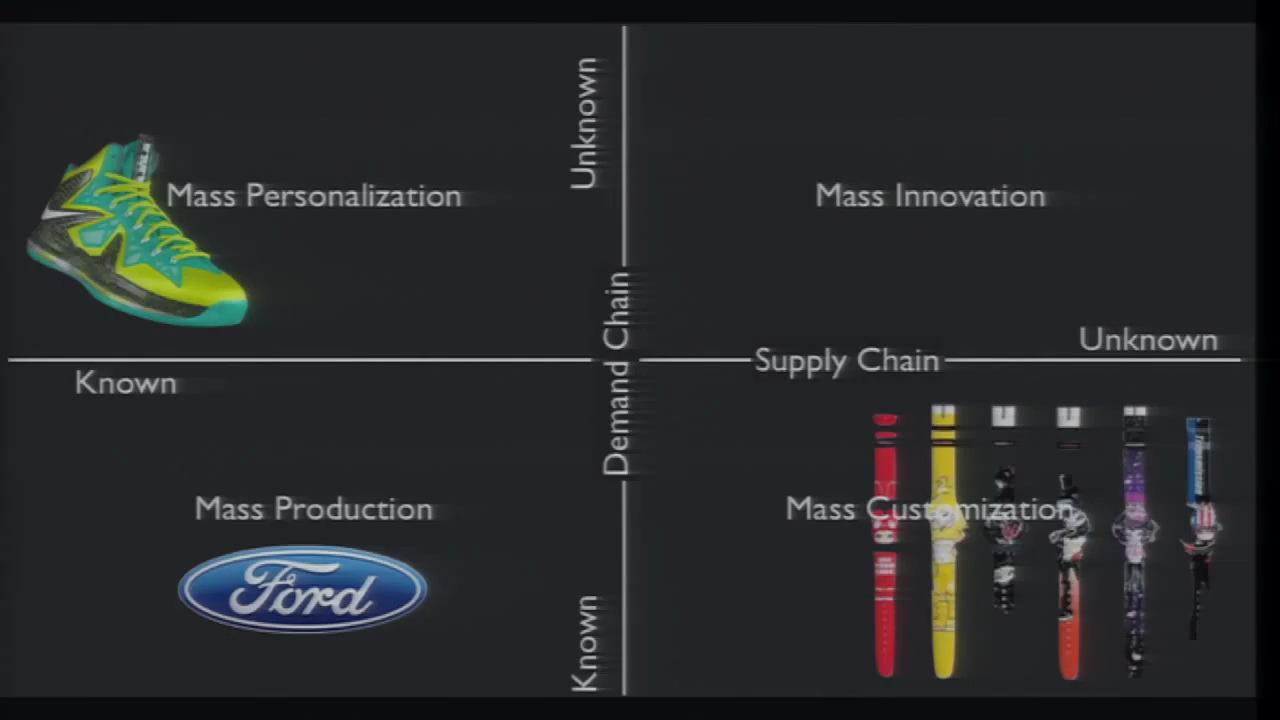 Unknown
Mass Personalization
Mass Innovation
Demand Chain
Unknown
Supply Chain
Known
Mass Production
Mass Customization
Ford
Known